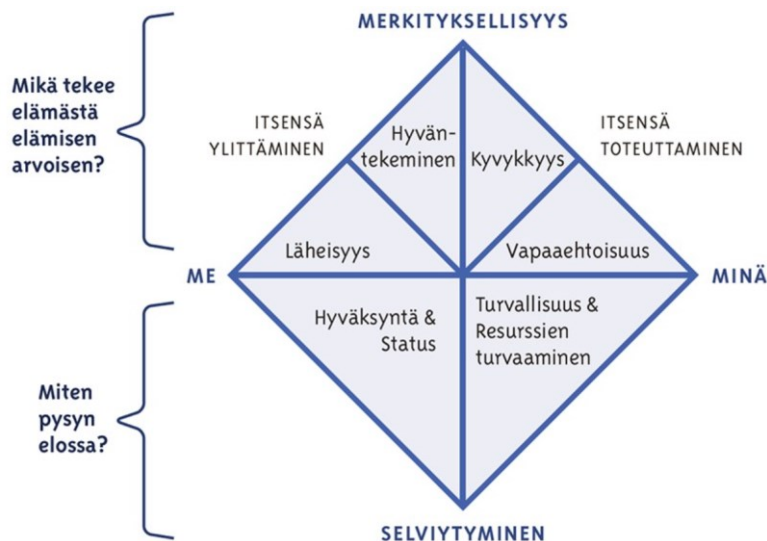 MERKITYKSELLISYYS
Mikä tekee
elämästä
elämisen
arvoisen?
ITSENSÄ
YLITTÄMINEN
Hyvän-
tekeminen
Kyvykkyys
ITSENSÄ
TOTEUTTAMINEN
Läheisyys
Vapaaehtoisuus
ME
MINÄ
Hyväksyntä &
Status
Turvallisuus &
Resurssien
turvaaminen
Miten
pysyn
elossa?
SELVIYTYMINEN